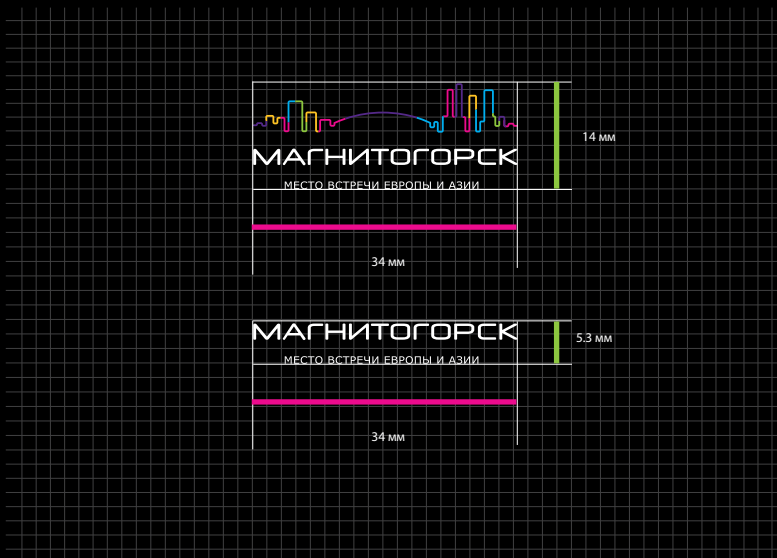 14 мм
МАГНИТОГОРСК
МЕСТО ВСТРЕЧИ ЕВРОПЫ И АЗИИ
34 мм
МАГНИТОГОРСК
5.3 мм
МЕСТО ВСТРЕЧИ ЕВРОПЫ И АЗИИ
34 мм